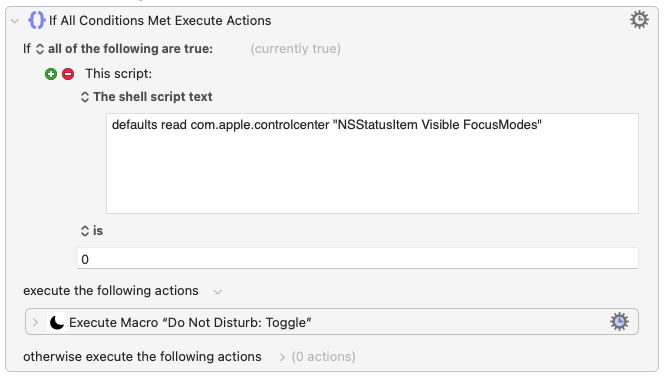 If All Conditions Met Execute Actions
If all of the following are true: (currently true)
This script:
The shell script text
defaults read com.apple.controlcenter "NSStatusItem Visible FocusModes"
is
0
execute the following actions
Execute Macro “Do Not Disturb: Toggle”
otherwise execute the following actions (0 actions)